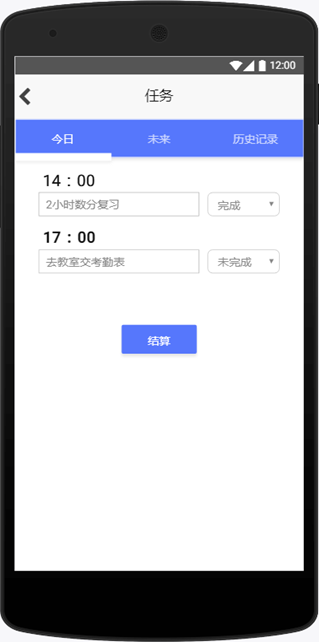 12:00
任务
今日 未来 历史记录
14：00
2小时数分复习 完成
17：00
去教室交考勤表 未完成
结算